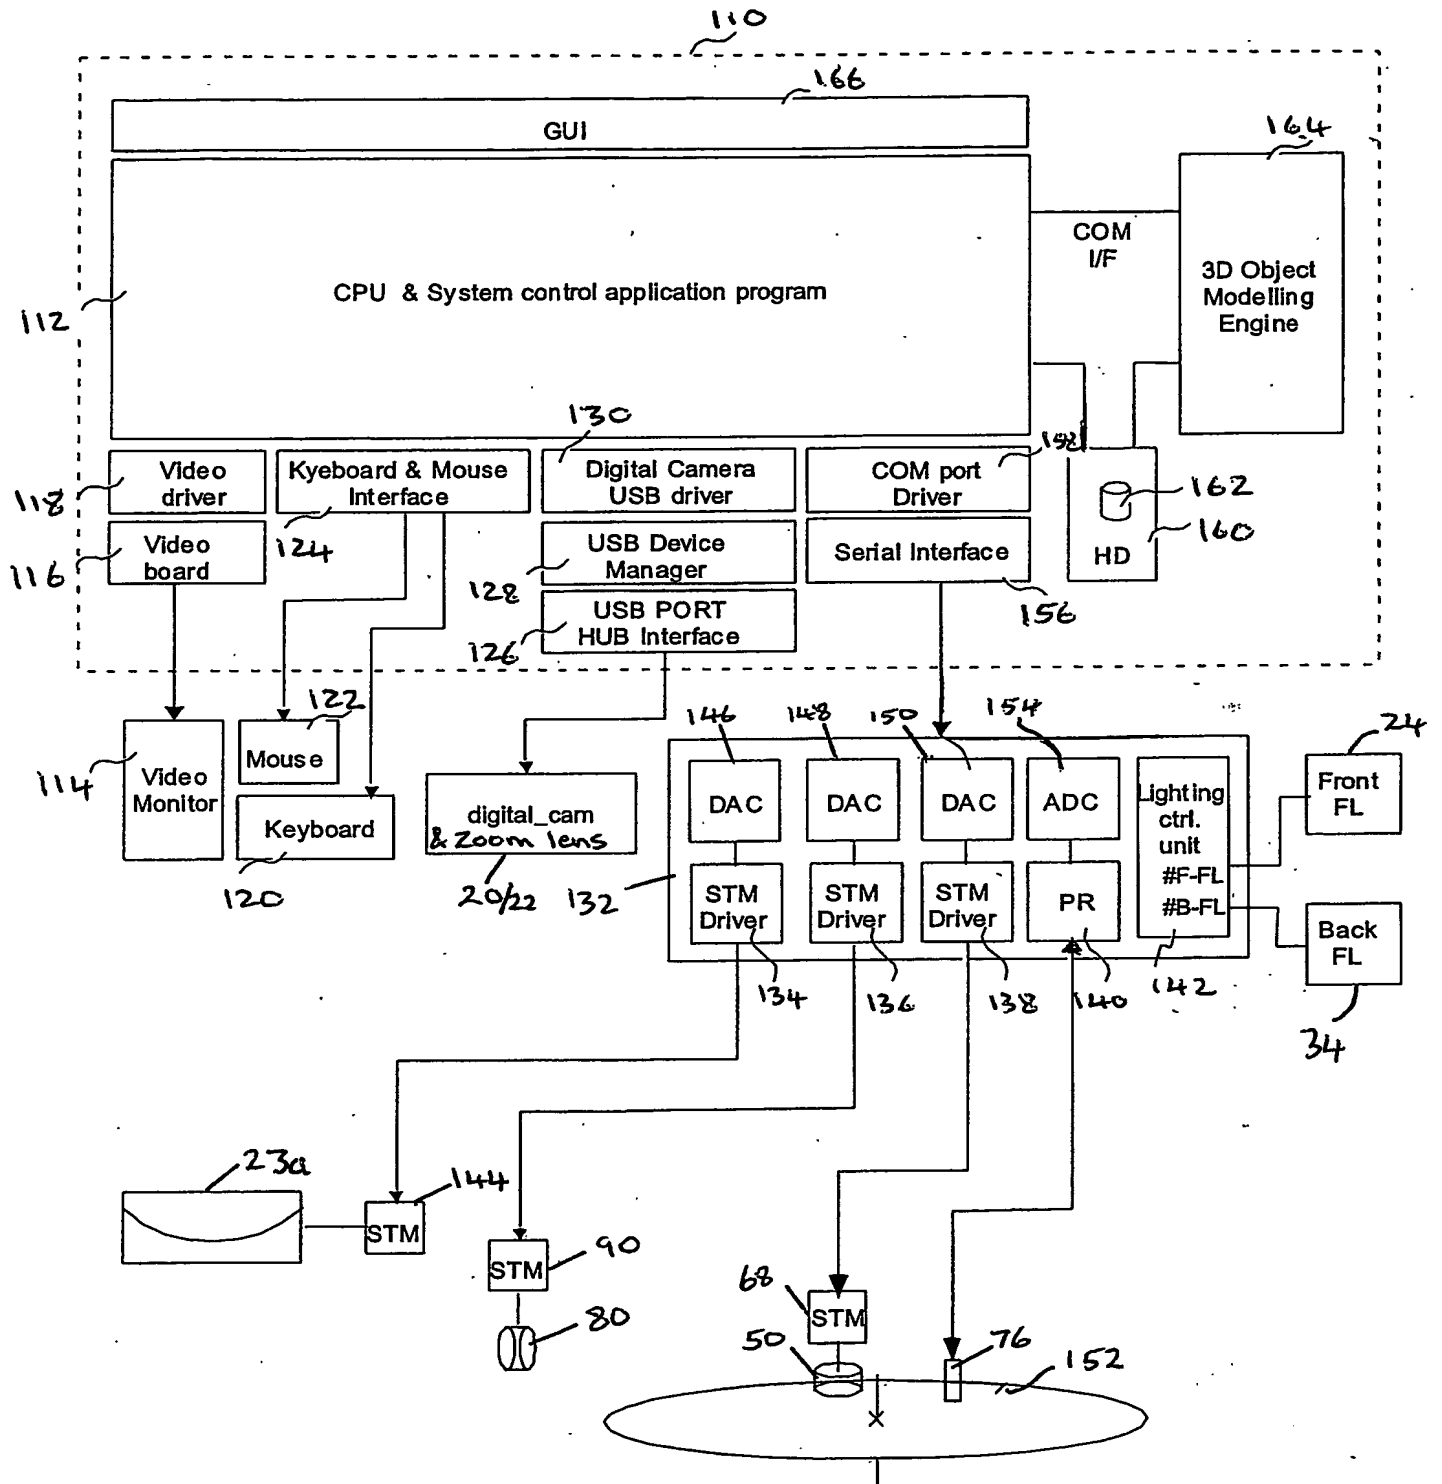 110
166
GUI
164
COM
I/F
3D Object
Modelling
Engine
CPU & System control application program
112
130
158
Video
driver
118
Kyeboard & Mouse
Interface
124
Digital Camera
USB driver
COM port
Driver
162
160
HD
Video
board
116
USB Device
Manager
128
Serial Interface
156
USB PORT
HUB Interface
126
122
Mouse
114
Video
Monitor
Keyboard
120
digital_cam
& Zoom lens
20/22
132
146
148
150
154
24
DAC
DAC
DAC
ADC
Lighting
ctrl.
unit
#F-FL
#B-FL
Front
FL
STM
Driver
STM
Driver
STM
Driver
PR
Back
FL
134
136
138
140
142
34
23a
144
STM
90
STM
80
68
STM
50
76
152